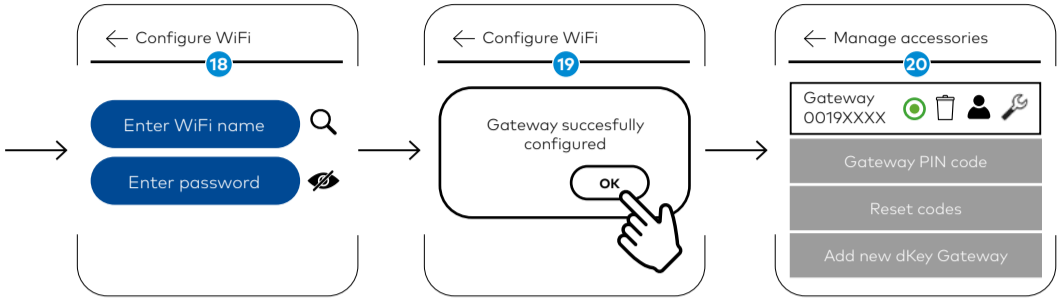 ← Configure WiFi
18
Enter WiFi name
Enter password
← Configure WiFi
19
Gateway succesfully
configured
OK
← Manage accessories
20
Gateway
0019XXXX
Gateway PIN code
Reset codes
Add new dKey Gateway